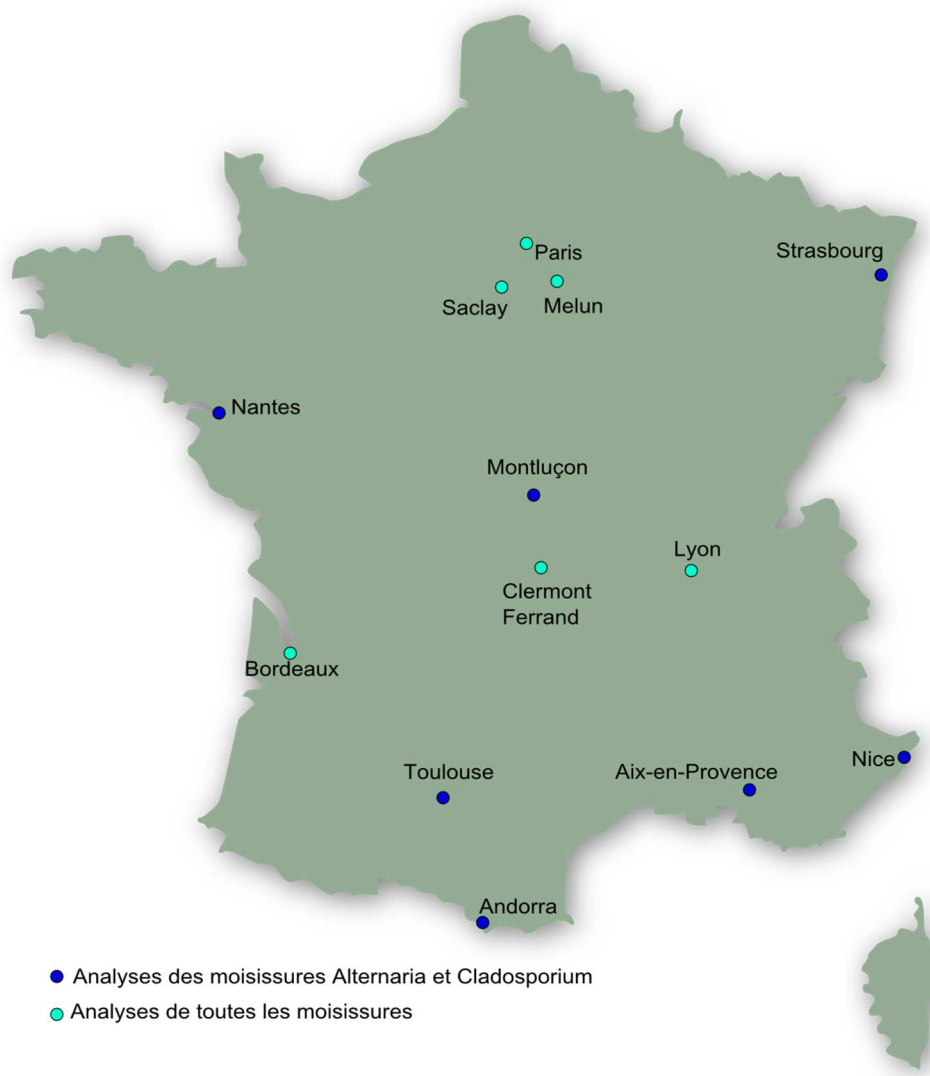 Paris
Strasbourg
Saclay
Melun
Nantes
Montluçon
Lyon
Clermont
Ferrand
Bordeaux
Nice
Toulouse
Aix-en-Provence
Andorra
Analyses des moisissures Alternaria et Cladosporium
Analyses de toutes les moisissures